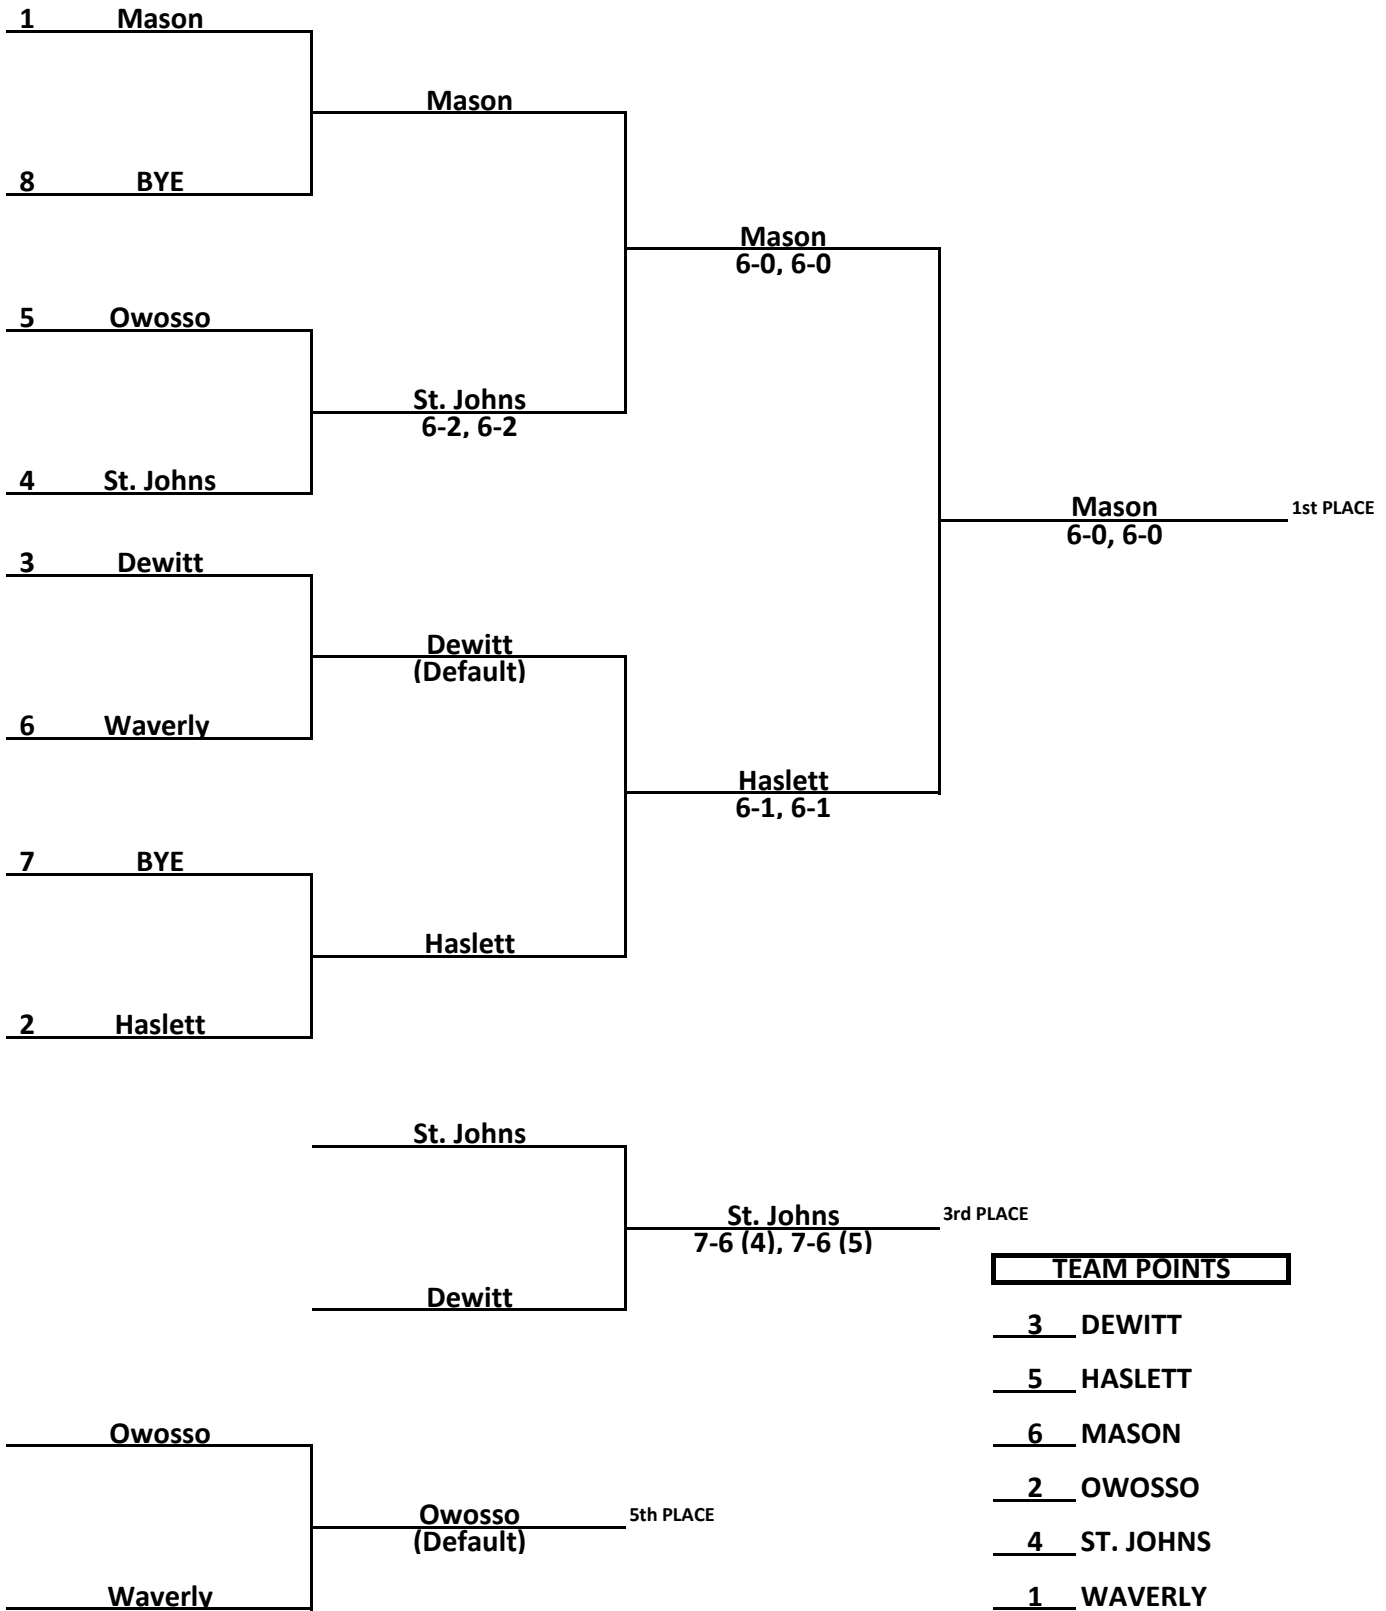 1 Mason
Mason
8 BYE
Mason
6-0, 6-0
5 Owosso
St. Johns
6-2, 6-2
4 St. Johns
Mason 1st PLACE
6-0, 6-0
3 Dewitt
Dewitt
(Default)
6 Waverly
Haslett
6-1, 6-1
7 BYE
Haslett
2 Haslett
St. Johns
St. Johns 3rd PLACE
7-6 (4), 7-6 (5)
Dewitt
TEAM POINTS
3 DEWITT
5 HASLETT
6 MASON
2 OWOSSO
4 ST. JOHNS
1 WAVERLY
Owosso
Owosso 5th PLACE
(Default)
Waverly